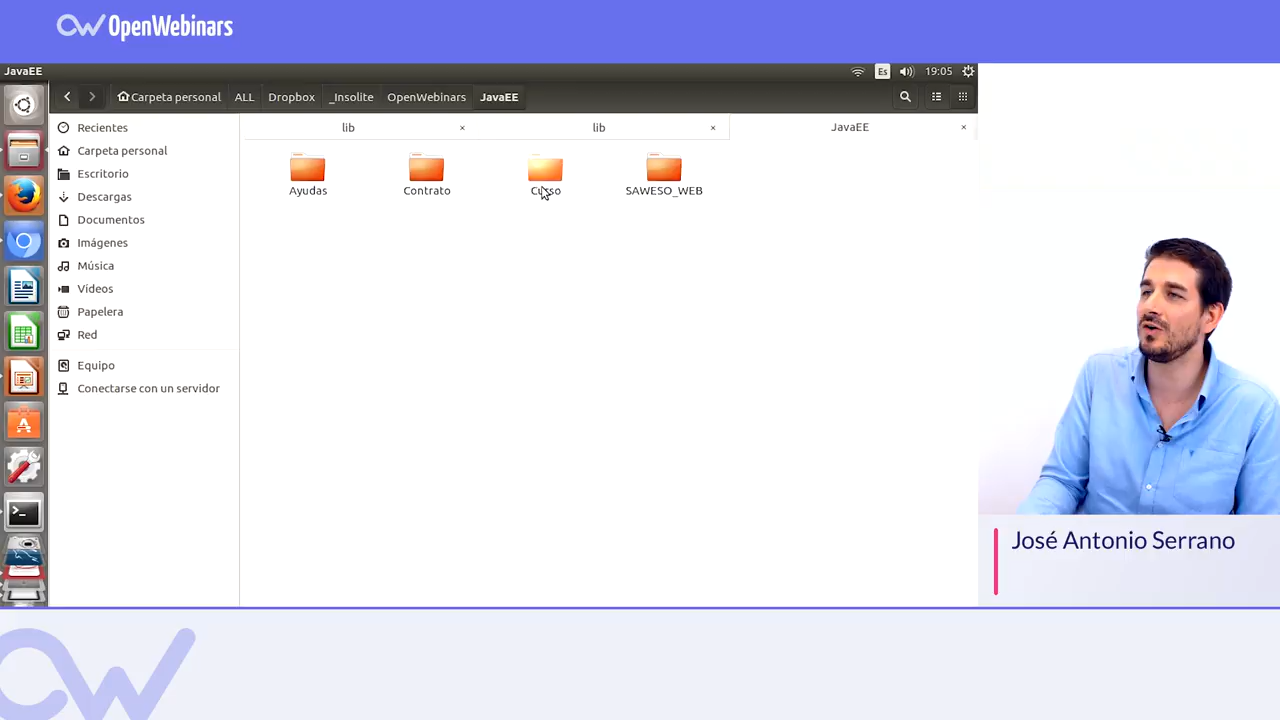 OpenWebinars
JavaEE
Es
19:05
Carpeta personal
ALL
Dropbox
_Insolite
OpenWebinars
JavaEE
Recientes
Carpeta personal
Escritorio
Descargas
Documentos
Imágenes
Música
Vídeos
Papelera
Red
Equipo
Conectarse con un servidor
lib
lib
JavaEE
Ayudas
Contrato
Curso
SAWESO_WEB
José Antonio Serrano